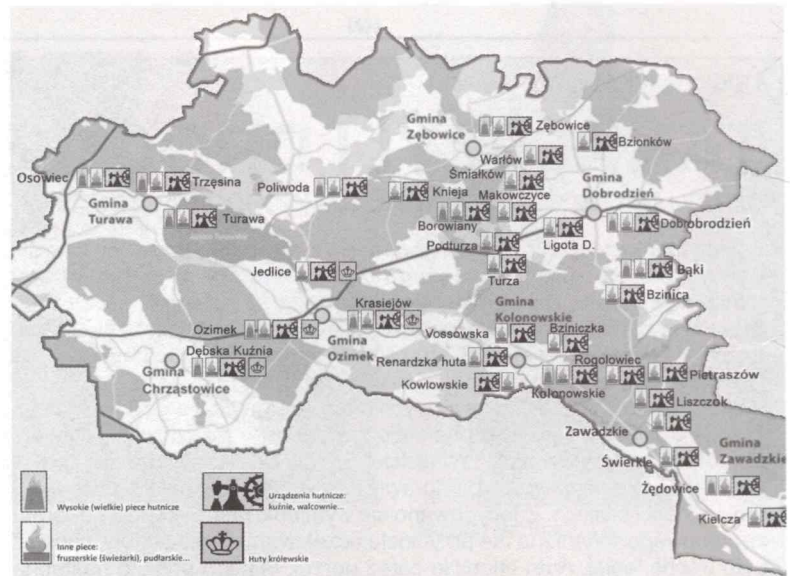 Gmina
Zębowice
Zębowice
Bzionków
Warłów
Śmiałków
Gmina
Dobrodzień
Osowiec
Trzęsina
Gmina
Turawa
Turawa
Poliwoda
Knieja
Makowczyce
Borowiany
Podturza
Ligota D.
Dobrobrodzień
Turza
Jedlice
Bąki
Bzinica
Krasiejów
Gmina
Kolonowskie
Ozimek
Gmina
Ozimek
Vossowska
Bziniczka
Dębska Kuźnia
Gmina
Chrząstowice
Renardzka huta
Rogolowiec
Pietraszów
Kowlowskie
Kolonowskie
Liszczok
Zawadzkie
Gmina
Zawadzkie
Świerkle
Żędowice
Kielcza
Wysokie (wielkie) piece hutnicze
Urządzenia hutnicze:
kuźnie, walcownie...
Inne piece:
fruszerskie (świeżarki), pudlarskie...
Huty królewskie